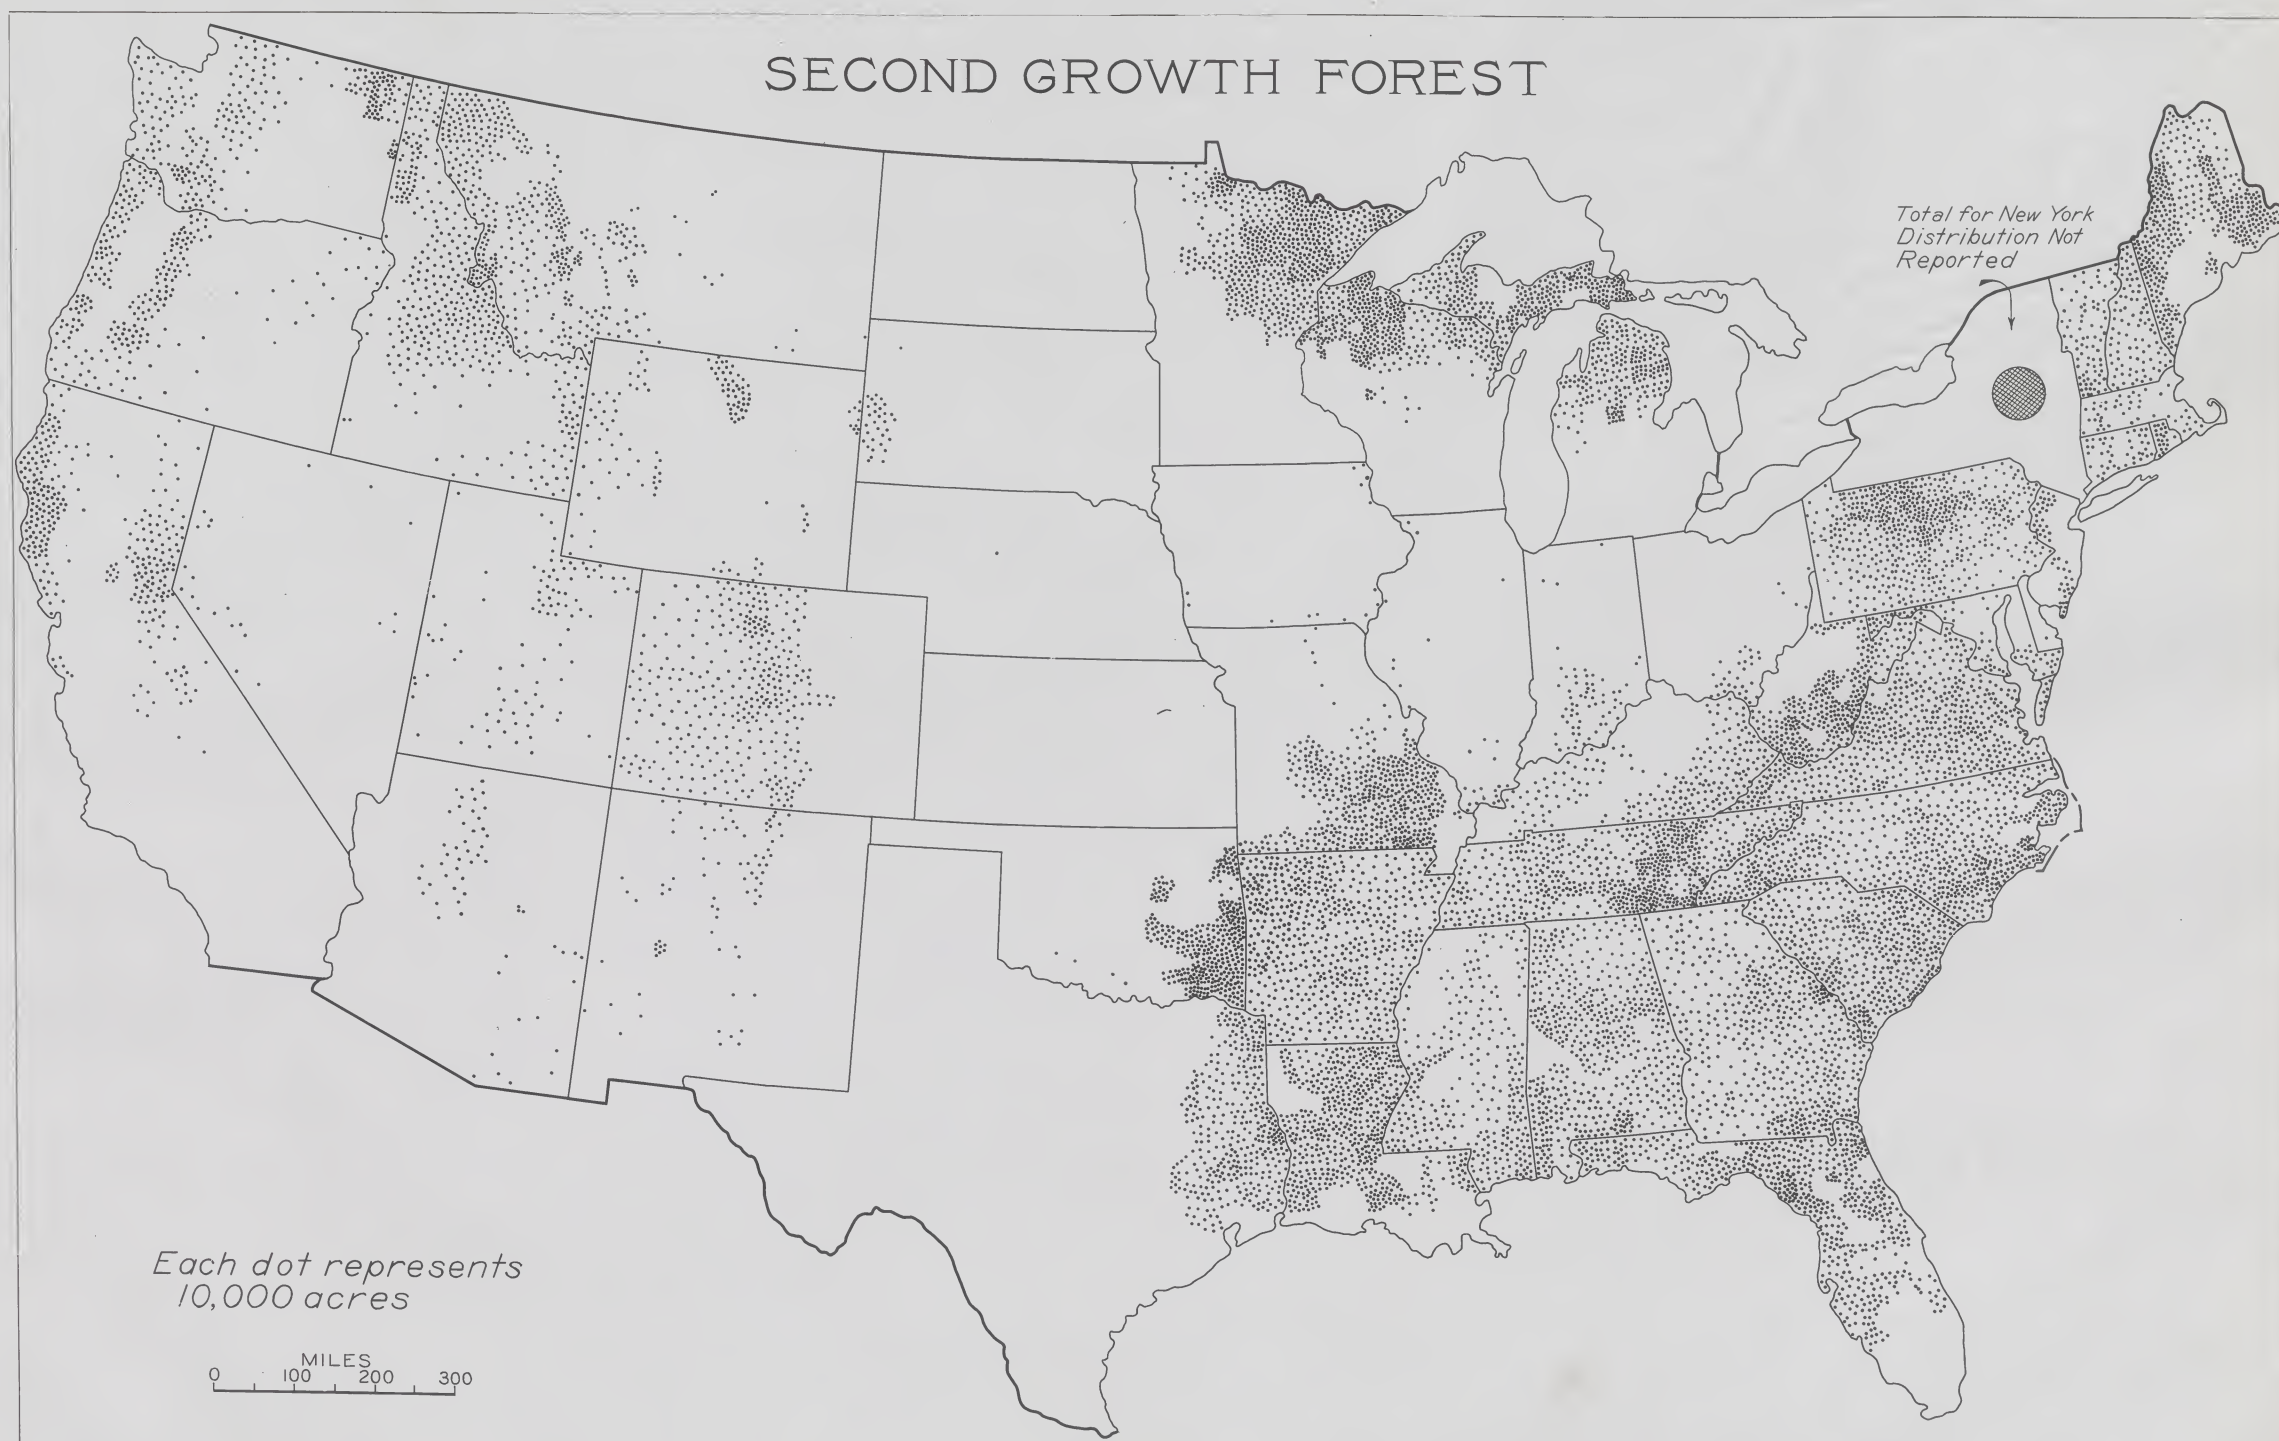 SECOND GROWTH FOREST
Total for New York
Distribution Not
Reported
Each dot represents
10,000 acres
MILES
0 100 200 300